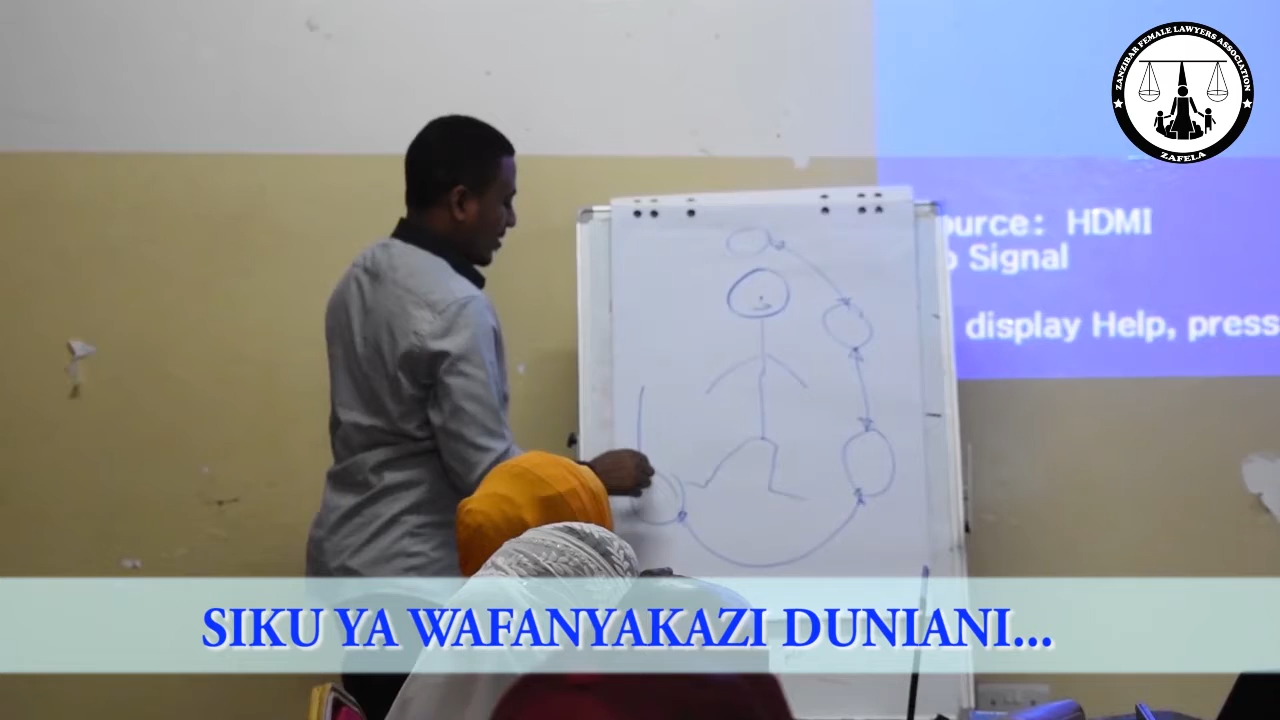 ZANZIBAR FEMALE LAWYERS ASSOCIATION
ZAFELA
ource: HDMI
Signal
display Help, press
SIKU YA WAFANYAKAZI DUNIANI...